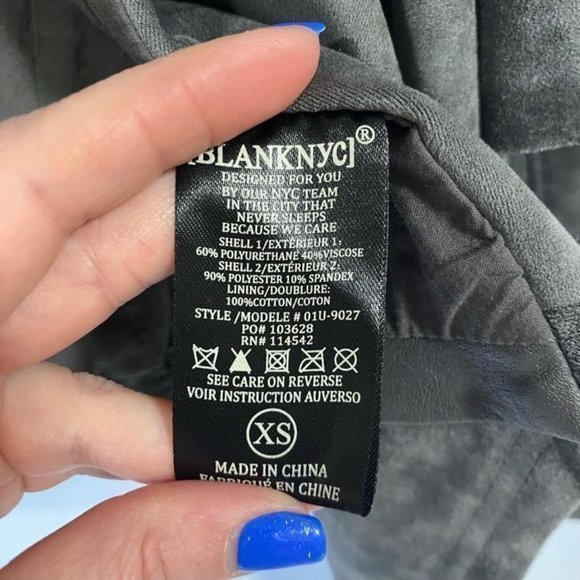 [BLANKNYC]®
DESIGNED FOR YOU
BY OUR NYC TEAM
IN THE CITY THAT
NEVER SLEEPS
BECAUSE WE CARE
SHELL 1/EXTÉRIEUR 1:
60% POLYURETHANE 40%VISCOSE
SHELL 2/EXTÉRIEUR 2:
90% POLYESTER 10% SPANDEX
LINING/DOUBLURE:
100%COTTON/COTON
STYLE /MODELE # 01U-9027
PO# 103628
RN# 114542
SEE CARE ON REVERSE
VOIR INSTRUCTION AUVERSO
XS
MADE IN CHINA
FABRIQUÉ EN CHINE